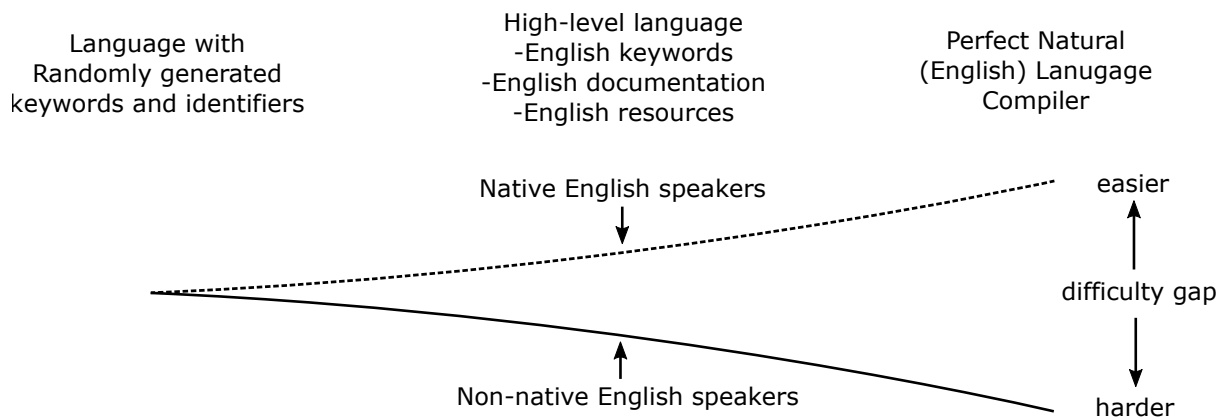 Language with
Randomly generated
keywords and identifiers
High-level language
-English keywords
-English documentation
-English resources
Perfect Natural
(English) Lanugage
Compiler
Native English speakers
easier
difficulty gap
Non-native English speakers
harder